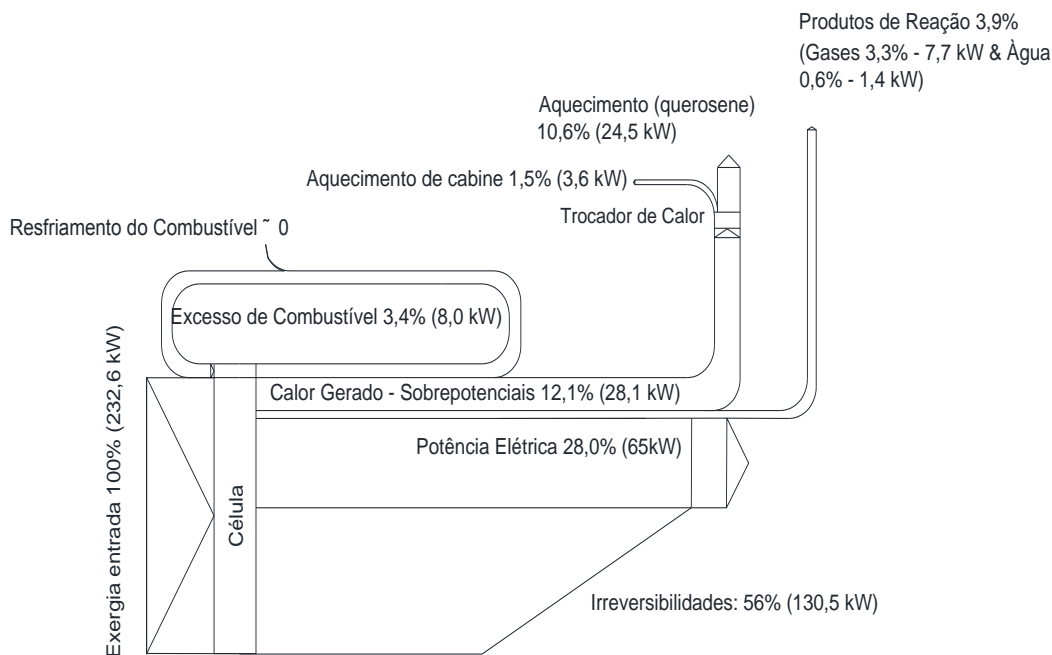 Produtos de Reação 3,9%
(Gases 3,3% - 7,7 kW & Àgua
0,6% - 1,4 kW)
Aquecimento (querosene)
10,6% (24,5 kW)
Aquecimento de cabine 1,5% (3,6 kW)
Trocador de Calor
Resfriamento do Combustível ~ 0
Excesso de Combustível 3,4% (8,0 kW)
Exergia entrada 100% (232,6 kW)
Calor Gerado - Sobrepotenciais 12,1% (28,1 kW)
Potência Elétrica 28,0% (65kW)
Célula
Irreversibilidades: 56% (130,5 kW)